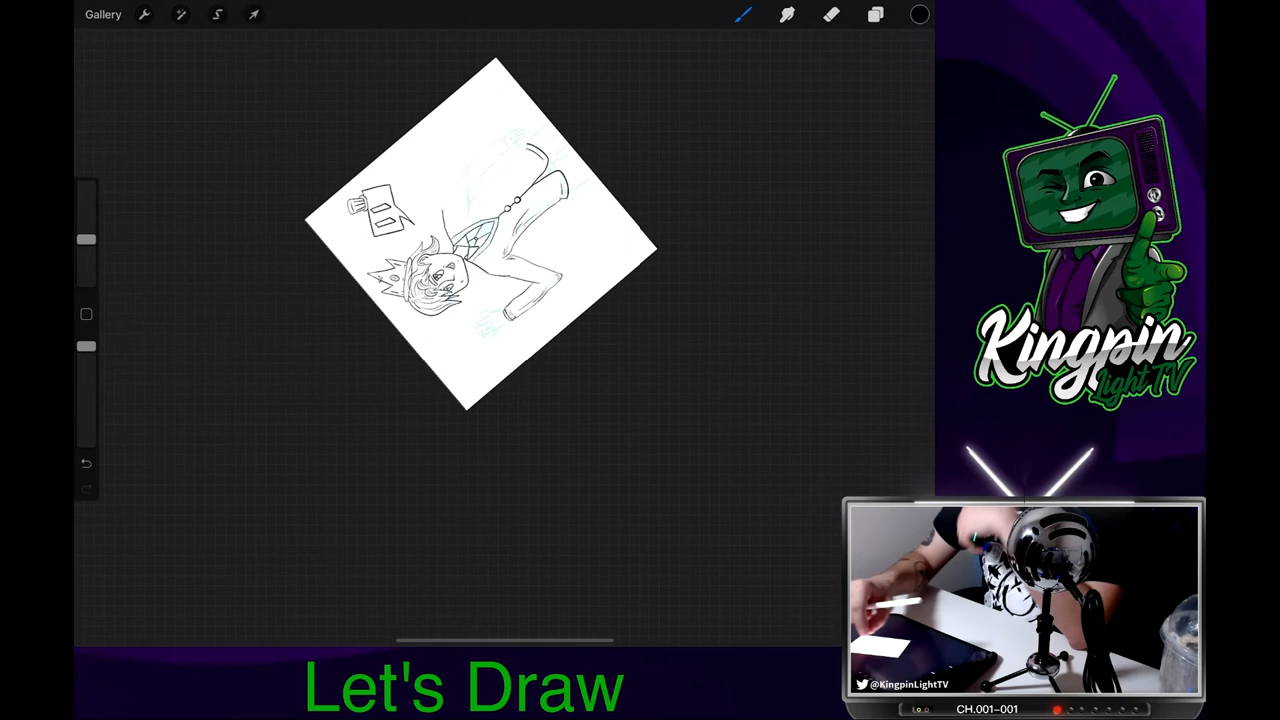 Gallery
Kingpin
Light TV
@KingpinLightTV
CH.001-001
Let's Draw